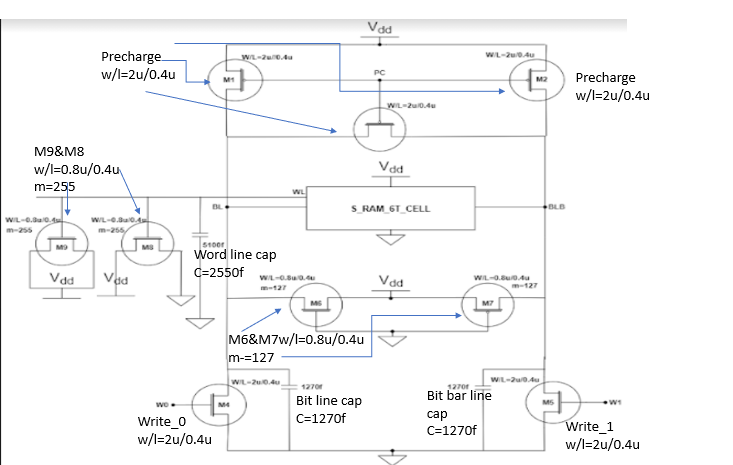 Vdd
Precharge
w/l=2u/0.4u
W/L-2u/0.4u
W/L-2u/0.4u
M1
PC
M2
Precharge
w/l=2u/0.4u
W/L-2u/0.4u
M9&M8
w/l=0.8u/0.4u
m=255
Vdd
WL
BL
S_RAM_6T_CELL
BLB
W/L-0.8u/0.4u
m-255
W/L-0.8u/0.4u
m-255
M9
M8
5100f
Word line cap
C=2550f
Vdd
Vdd
W/L-0.8u/0.4u
m-127
Vdd
W/L-0.8u/0.4u
m-127
M6
M7
M6&M7w/l=0.8u/0.4u
m-=127
W/L-2u/0.4u
1270f
Bit line cap
C=1270f
1270f
Bit bar line
cap
C=1270f
W/L-2u/0.4u
W0
M4
M5
W1
Write_0
w/l=2u/0.4u
Write_1
w/l=2u/0.4u